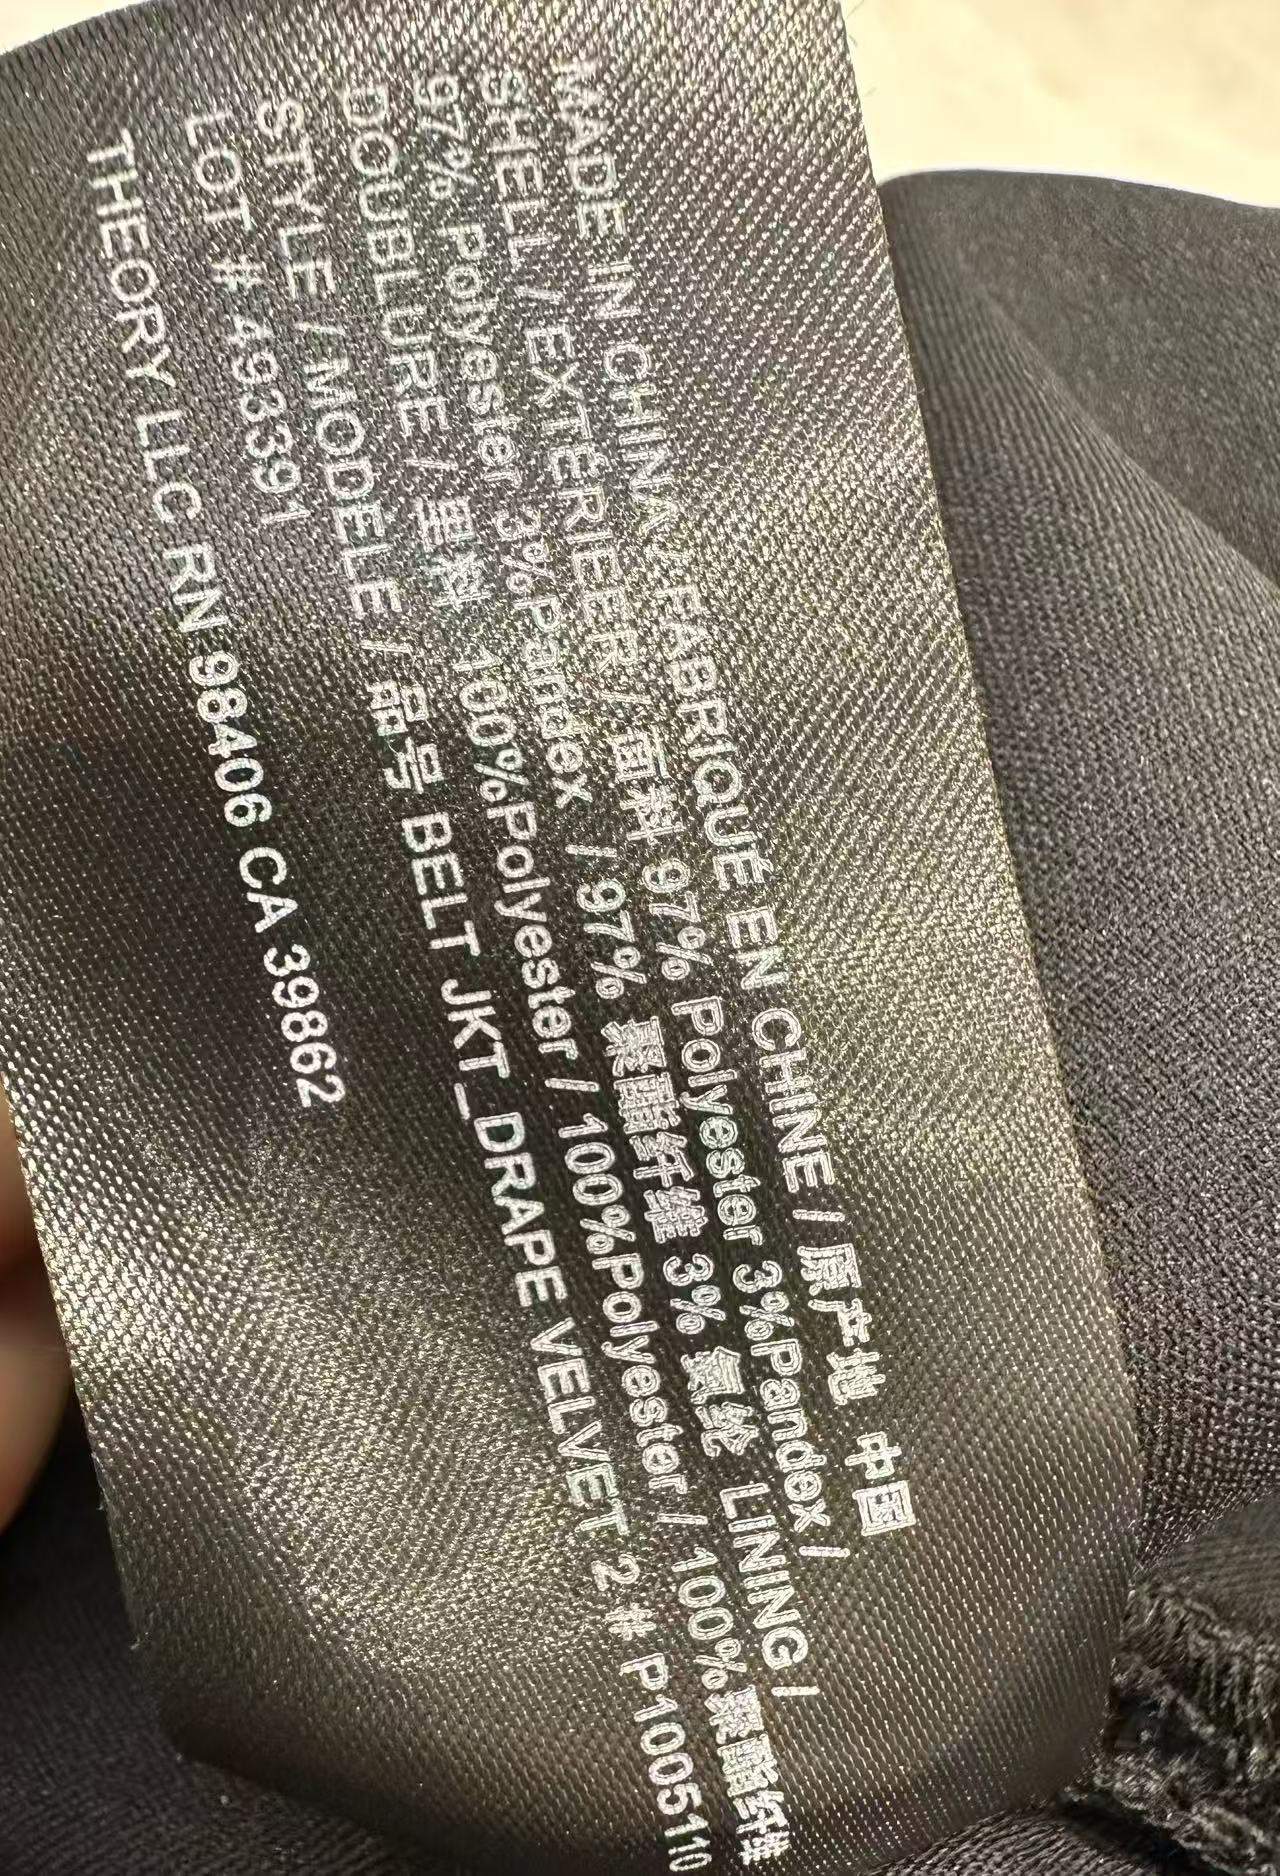 MADE IN CHINA / FABRIQUÉ EN CHINE / 原产地 中国
SHELL / EXTÉRIEER / 面料 97% Polyester 3%Pandex /
97% Polyester 3%Pandex / 97% 聚酯纤维 3% 氨纶 LINING /
DOUBLURE / 里料 100%Polyester / 100%Polyester / 100%聚酯纤维
STYLE / MODELE / 品号 BELT JKT_DRAPE VELVET 2 # P1005110
LOT # 493391
THEORY LLC RN 98406 CA 39862